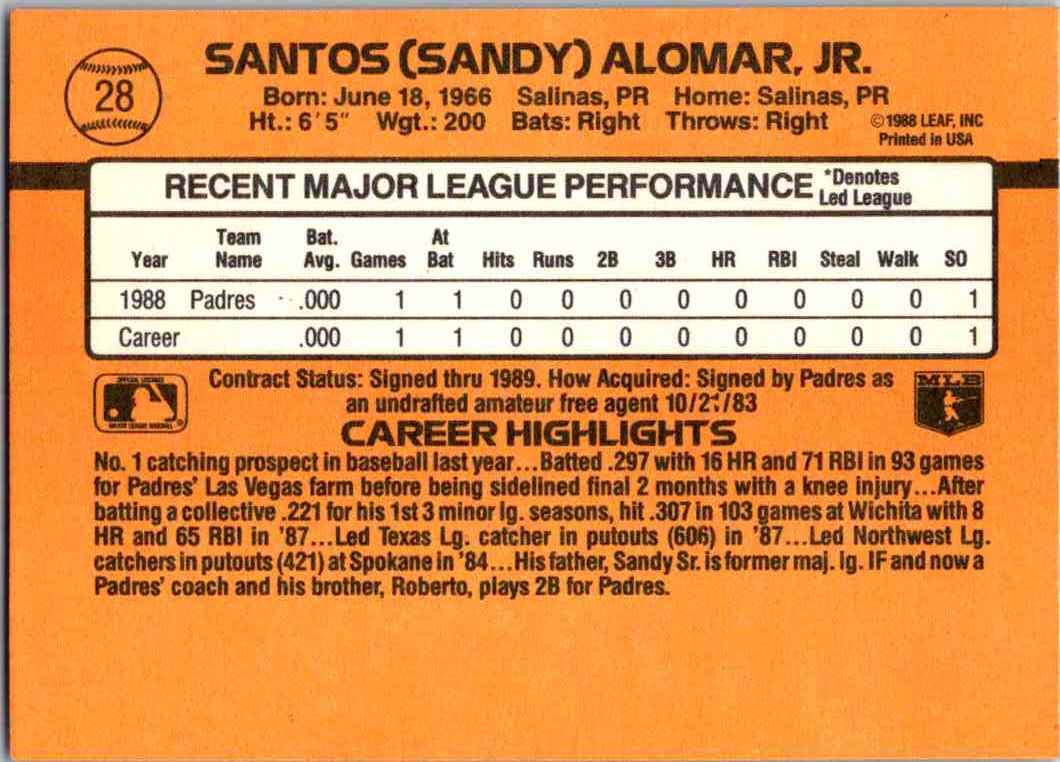 28
SANTOS (SANDY) ALOMAR, JR.
Born: June 18, 1966 Salinas, PR Home: Salinas, PR
Ht.: 6'5" Wgt.: 200 Bats: Right Throws: Right
©1988 LEAF, INC
Printed in USA
RECENT MAJOR LEAGUE PERFORMANCE *Denotes
Led League
Year Team Name Bat. Avg. Games At Bat Hits Runs 2B 3B HR RBI Steal Walk SO
1988 Padres .000 1 1 0 0 0 0 0 0 0 0 1
Career .000 1 1 0 0 0 0 0 0 0 0 1
Contract Status: Signed thru 1989. How Acquired: Signed by Padres as
an undrafted amateur free agent 10/21/83
MLB
CAREER HIGHLIGHTS
No. 1 catching prospect in baseball last year...Batted .297 with 16 HR and 71 RBI in 93 games
for Padres' Las Vegas farm before being sidelined final 2 months with a knee injury...After
batting a collective .221 for his 1st 3 minor lg. seasons, hit .307 in 103 games at Wichita with 8
HR and 65 RBI in '87...Led Texas Lg. catcher in putouts (606) in '87...Led Northwest Lg.
catchers in putouts (421) at Spokane in '84...His father, Sandy Sr. is former maj. lg. IF and now a
Padres' coach and his brother, Roberto, plays 2B for Padres.